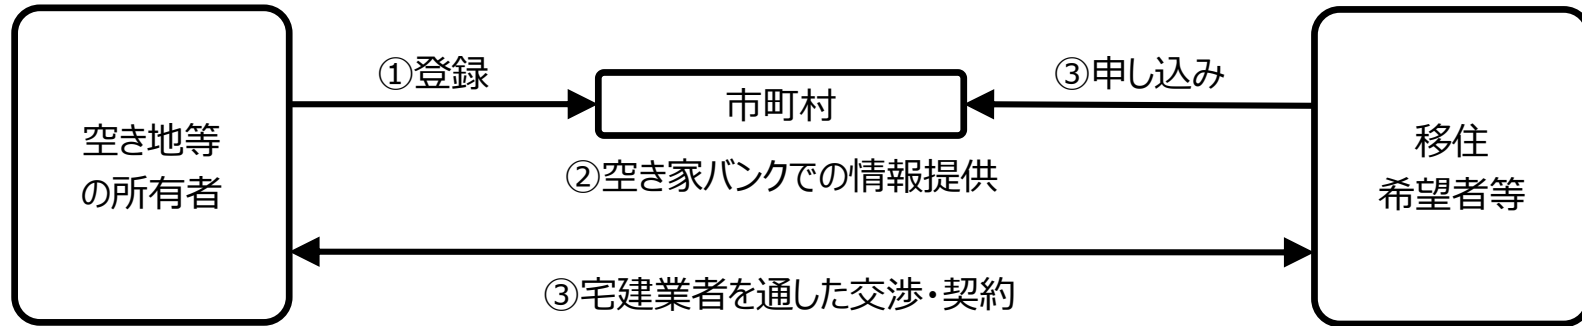 ①登録
③申し込み
市町村
空き地等
の所有者
移住
希望者等
②空き家バンクでの情報提供
③宅建業者を通した交渉・契約